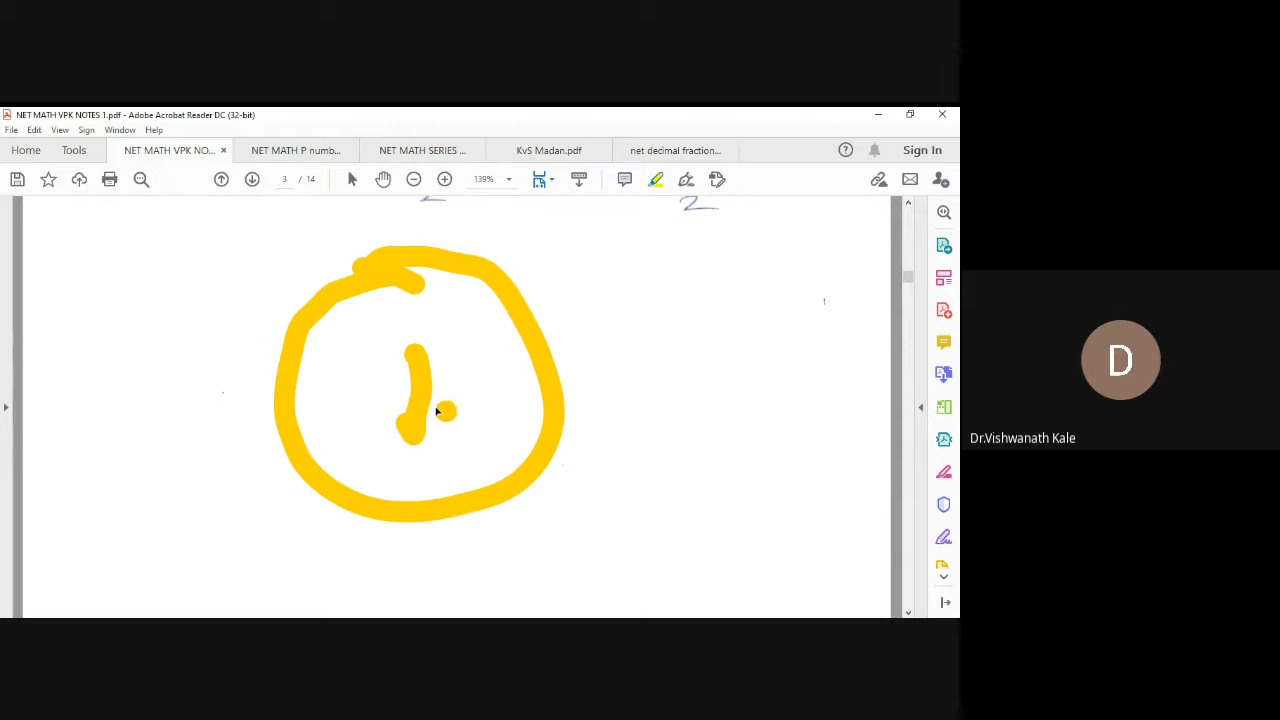 NET MATH VPK NOTES 1.pdf - Adobe Acrobat Reader DC (32-bit)
File Edit View Sign Window Help
Home Tools NET MATH VPK NO... × NET MATH P numb... NET MATH SERIES ... KvS Madan.pdf net decimal fraction... Sign In
3 / 14 139%
2 2
D
Dr.Vishwanath Kale